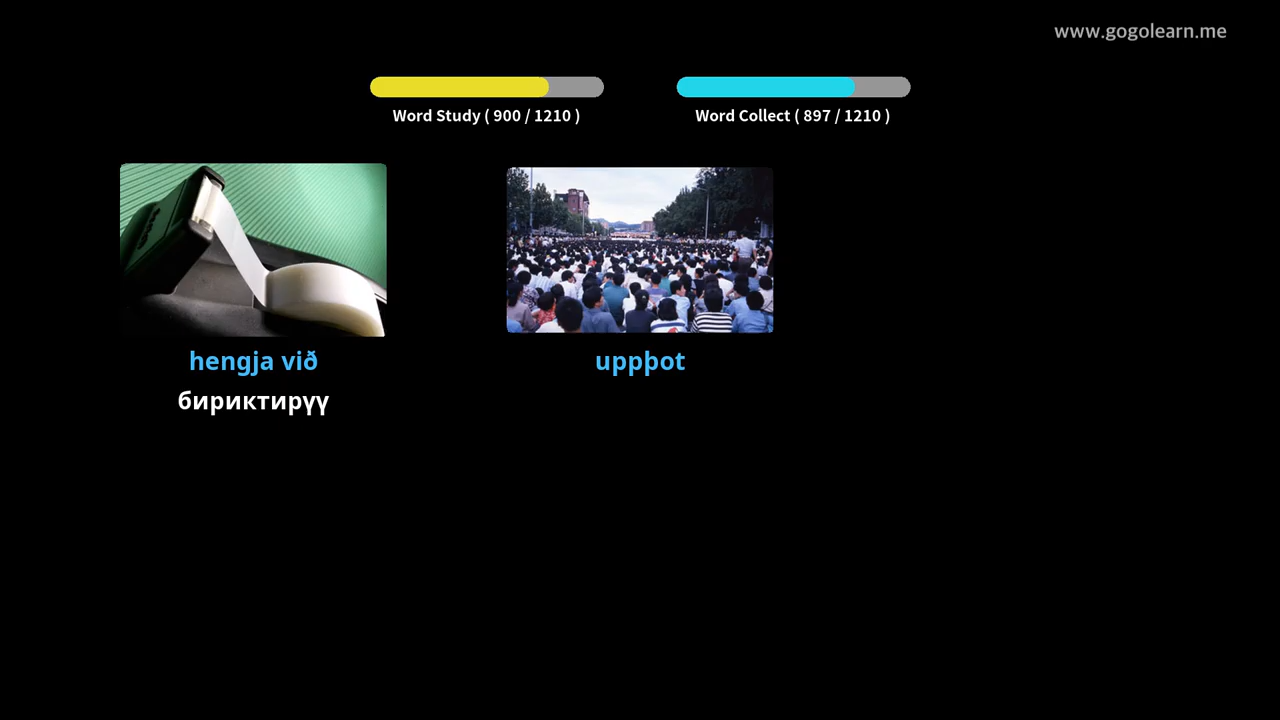 www.gogolearn.me
Word Study ( 900 / 1210 )
Word Collect ( 897 / 1210 )
hengja við
бириктирүү
uppþot